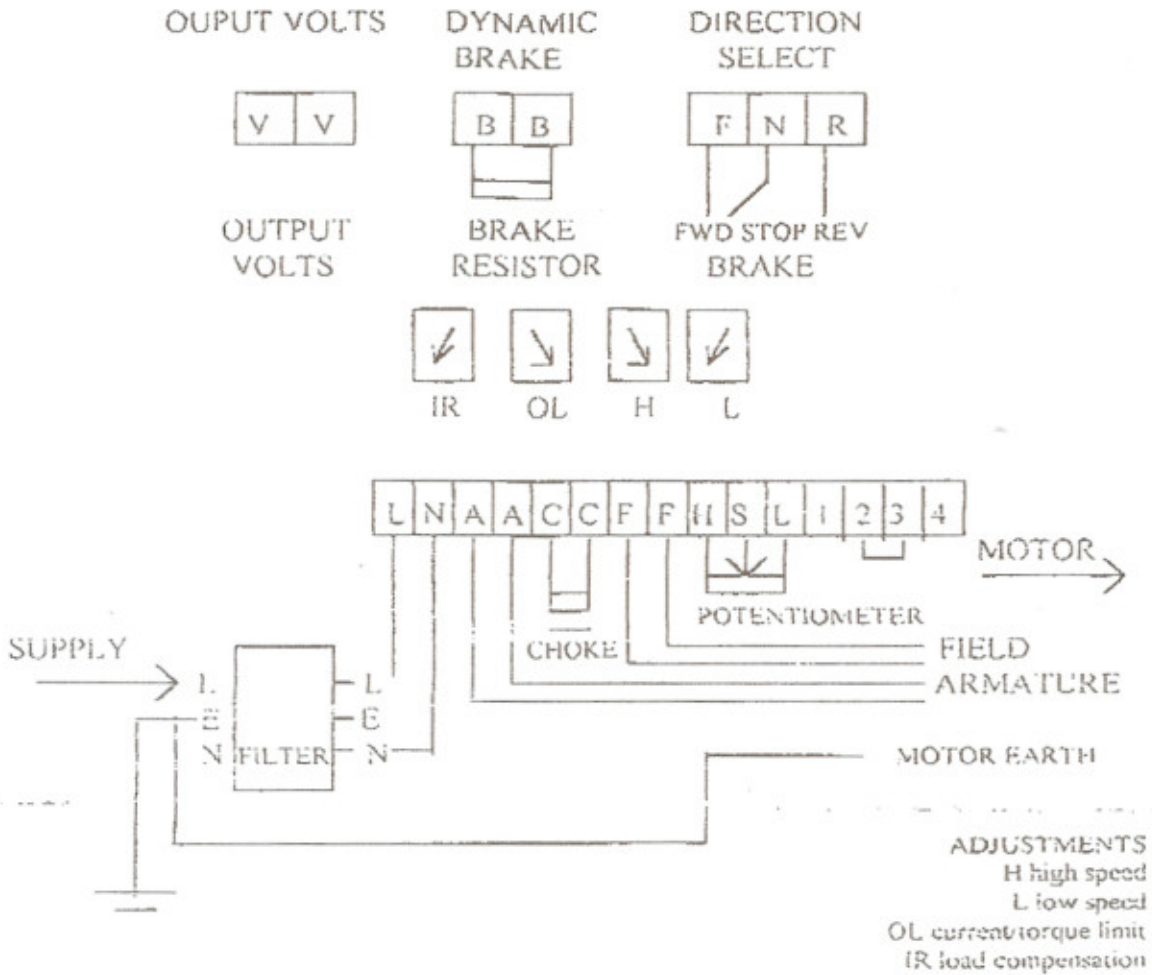 OUPUT VOLTS
DYNAMIC
BRAKE
DIRECTION
SELECT
V V
B B
F N R
OUTPUT
VOLTS
BRAKE
RESISTOR
FWD STOP REV
BRAKE
IR
OL
H
L
L N A A C C F F H S L 1 2 3 4
MOTOR
POTENTIOMETER
CHOKE
SUPPLY
FIELD
ARMATURE
L
E
N
FILTER
L
E
N
MOTOR EARTH
ADJUSTMENTS
H high speed
L low speed
OL current/torque limit
IR load compensation